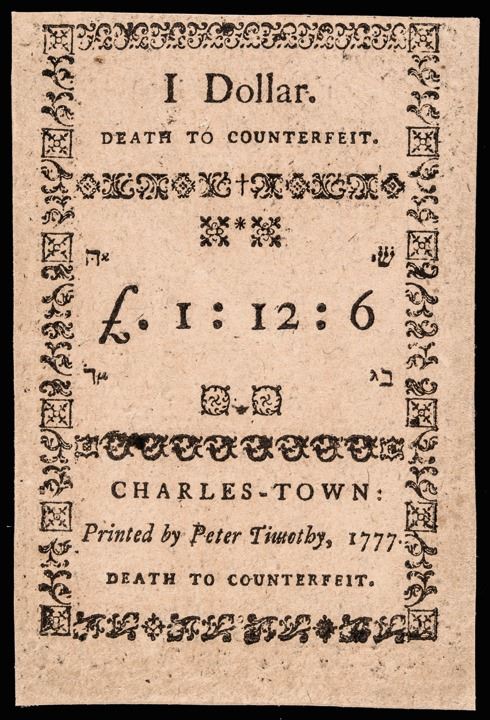 I Dollar.
DEATH TO COUNTERFEIT.
£. 1 : 12 : 6
CHARLES-TOWN:
Printed by Peter Timothy, 1777.
DEATH TO COUNTERFEIT.